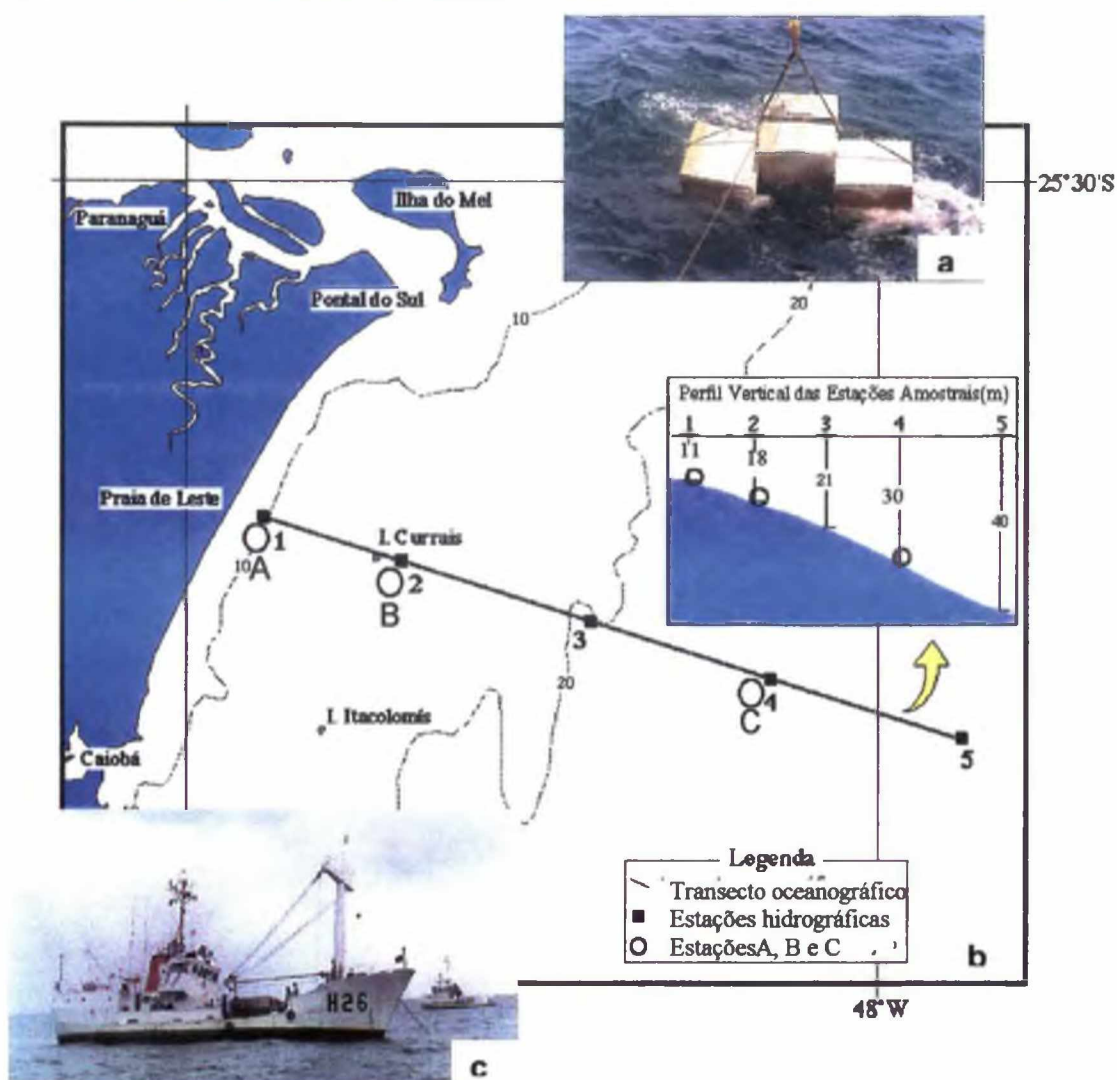 25°30'S
Paranaguá
Ilha do Mel
a
Pontal do Sul
10
20
Perfil Vertical das Estações Amostrais(m)
1 2 3 4 5
11 18 21 30 40
Praia de Leste
1
I. Currais
10
A
2
B
3
20
4
C
I. Itacolomis
5
Caiobá
Legenda
Transecto oceanográfico
Estações hidrográficas
EstaçõesA, B e C
b
48°W
H26
c